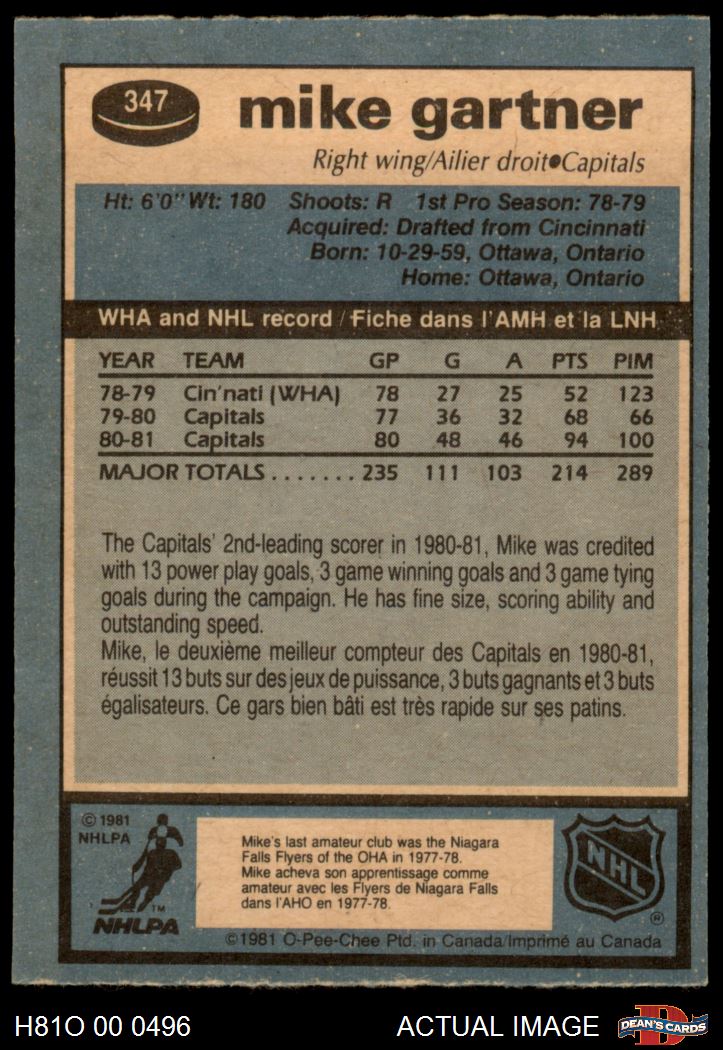 347
mike gartner
Right wing/Ailier droit•Capitals
Ht: 6'0" Wt: 180 Shoots: R 1st Pro Season: 78-79
Acquired: Drafted from Cincinnati
Born: 10-29-59, Ottawa, Ontario
Home: Ottawa, Ontario
WHA and NHL record / Fiche dans l'AMH et la LNH
YEAR TEAM GP G A PTS PIM
78-79 Cin'nati (WHA) 78 27 25 52 123
79-80 Capitals 77 36 32 68 66
80-81 Capitals 80 48 46 94 100
MAJOR TOTALS ....... 235 111 103 214 289
The Capitals' 2nd-leading scorer in 1980-81, Mike was credited
with 13 power play goals, 3 game winning goals and 3 game tying
goals during the campaign. He has fine size, scoring ability and
outstanding speed.
Mike, le deuxième meilleur compteur des Capitals en 1980-81,
réussit 13 buts sur des jeux de puissance, 3 buts gagnants et 3 buts
égalisateurs. Ce gars bien bâti est très rapide sur ses patins.
© 1981
NHLPA
TM
NHLPA
Mike's last amateur club was the Niagara
Falls Flyers of the OHA in 1977-78.
Mike acheva son apprentissage comme
amateur avec les Flyers de Niagara Falls
dans l'AHO en 1977-78.
NHL
®
©1981 O-Pee-Chee Ptd. in Canada/Imprimé au Canada
H81O 00 0496
ACTUAL IMAGE
D
DEAN'S CARDS